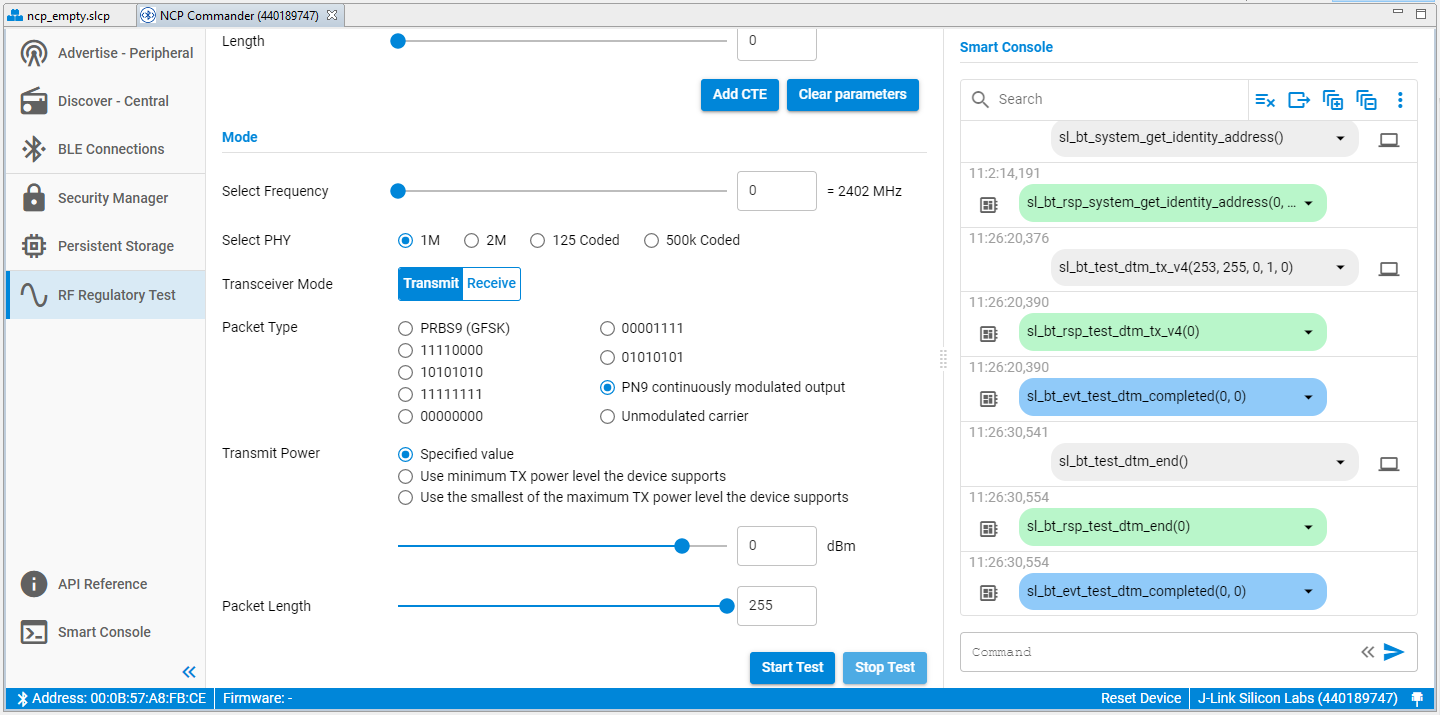 ncp_empty.slcp
NCP Commander (440189747)
Advertise - Peripheral
Discover - Central
BLE Connections
Security Manager
Persistent Storage
RF Regulatory Test
API Reference
Smart Console
Length 0
Add CTE Clear parameters
Mode
Select Frequency 0 = 2402 MHz
Select PHY 1M 2M 125 Coded 500k Coded
Transceiver Mode Transmit Receive
Packet Type PRBS9 (GFSK) 00001111
11110000 01010101
10101010 PN9 continuously modulated output
11111111 Unmodulated carrier
00000000
Transmit Power Specified value
Use minimum TX power level the device supports
Use the smallest of the maximum TX power level the device supports
0 dBm
Packet Length 255
Start Test Stop Test
Smart Console
Search
sl_bt_system_get_identity_address()
11:2:14,191
sl_bt_rsp_system_get_identity_address(0, ...
11:26:20,376
sl_bt_test_dtm_tx_v4(253, 255, 0, 1, 0)
11:26:20,390
sl_bt_rsp_test_dtm_tx_v4(0)
11:26:20,390
sl_bt_evt_test_dtm_completed(0, 0)
11:26:30,541
sl_bt_test_dtm_end()
11:26:30,554
sl_bt_rsp_test_dtm_end(0)
11:26:30,554
sl_bt_evt_test_dtm_completed(0, 0)
Command
Address: 00:0B:57:A8:FB:CE Firmware: - Reset Device J-Link Silicon Labs (440189747)